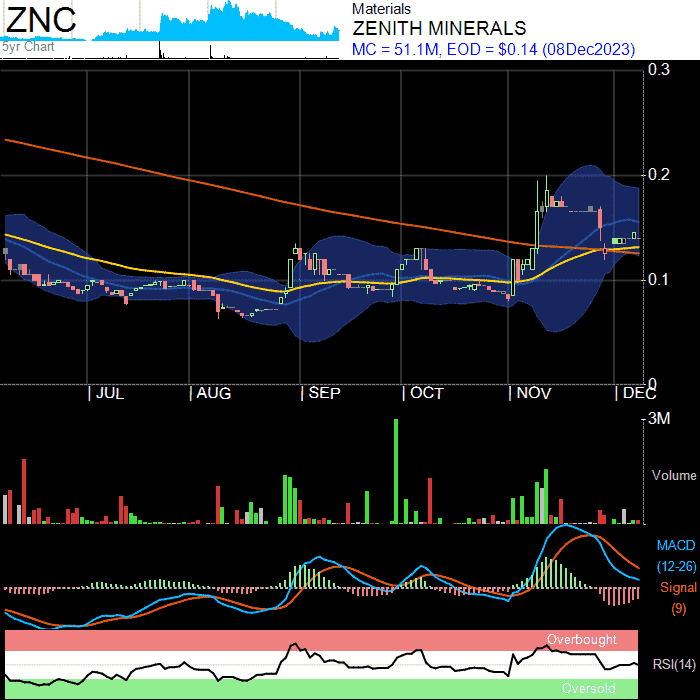 ZNC
5yr Chart
Materials
ZENITH MINERALS
MC = 51.1M, EOD = $0.14 (08Dec2023)
0.3
0.2
0.1
0
| JUL | AUG | SEP | OCT | NOV | DEC
3M
Volume
MACD
(12-26)
Signal
(9)
Overbought
RSI(14)
Oversold